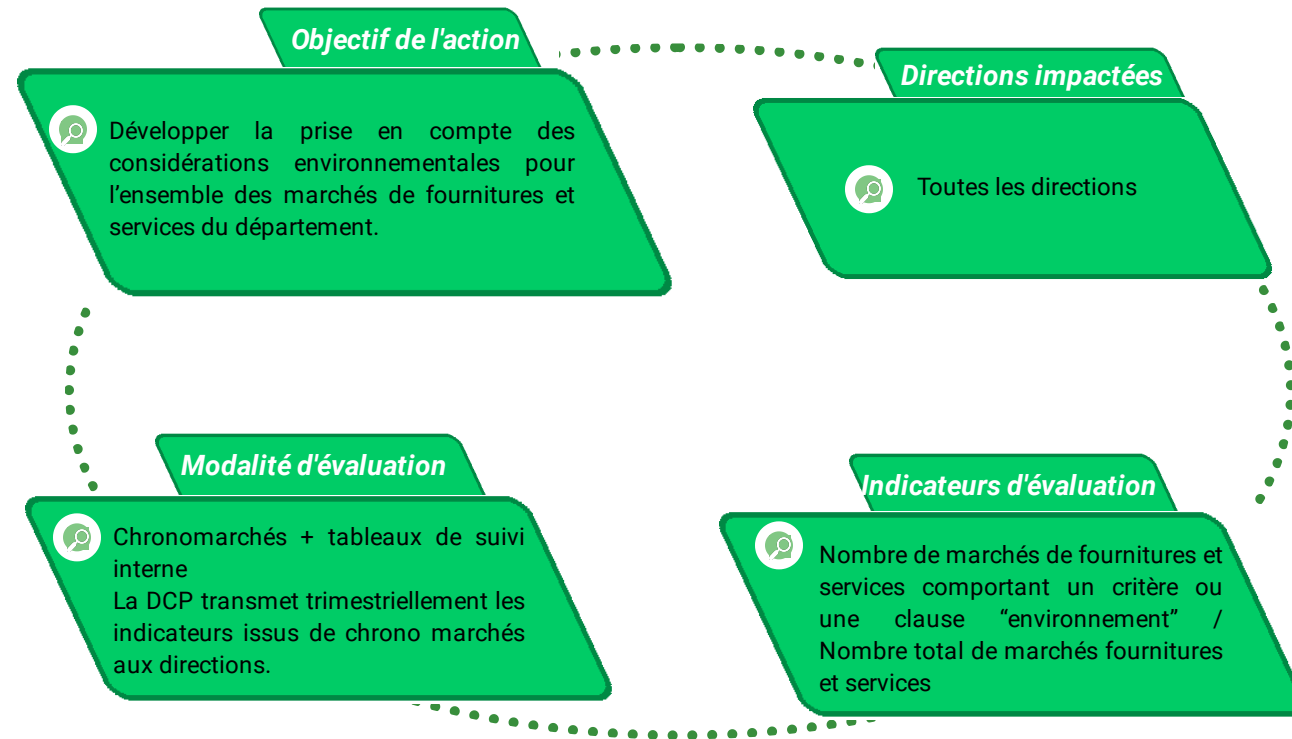 Objectif de l'action
Développer la prise en compte des
considérations environnementales pour
l’ensemble des marchés de fournitures et
services du département.
Directions impactées
Toutes les directions
Modalité d'évaluation
Chronomarchés + tableaux de suivi
interne
La DCP transmet trimestriellement les
indicateurs issus de chrono marchés
aux directions.
Indicateurs d'évaluation
Nombre de marchés de fournitures et
services comportant un critère ou
une clause “environnement” /
Nombre total de marchés fournitures
et services